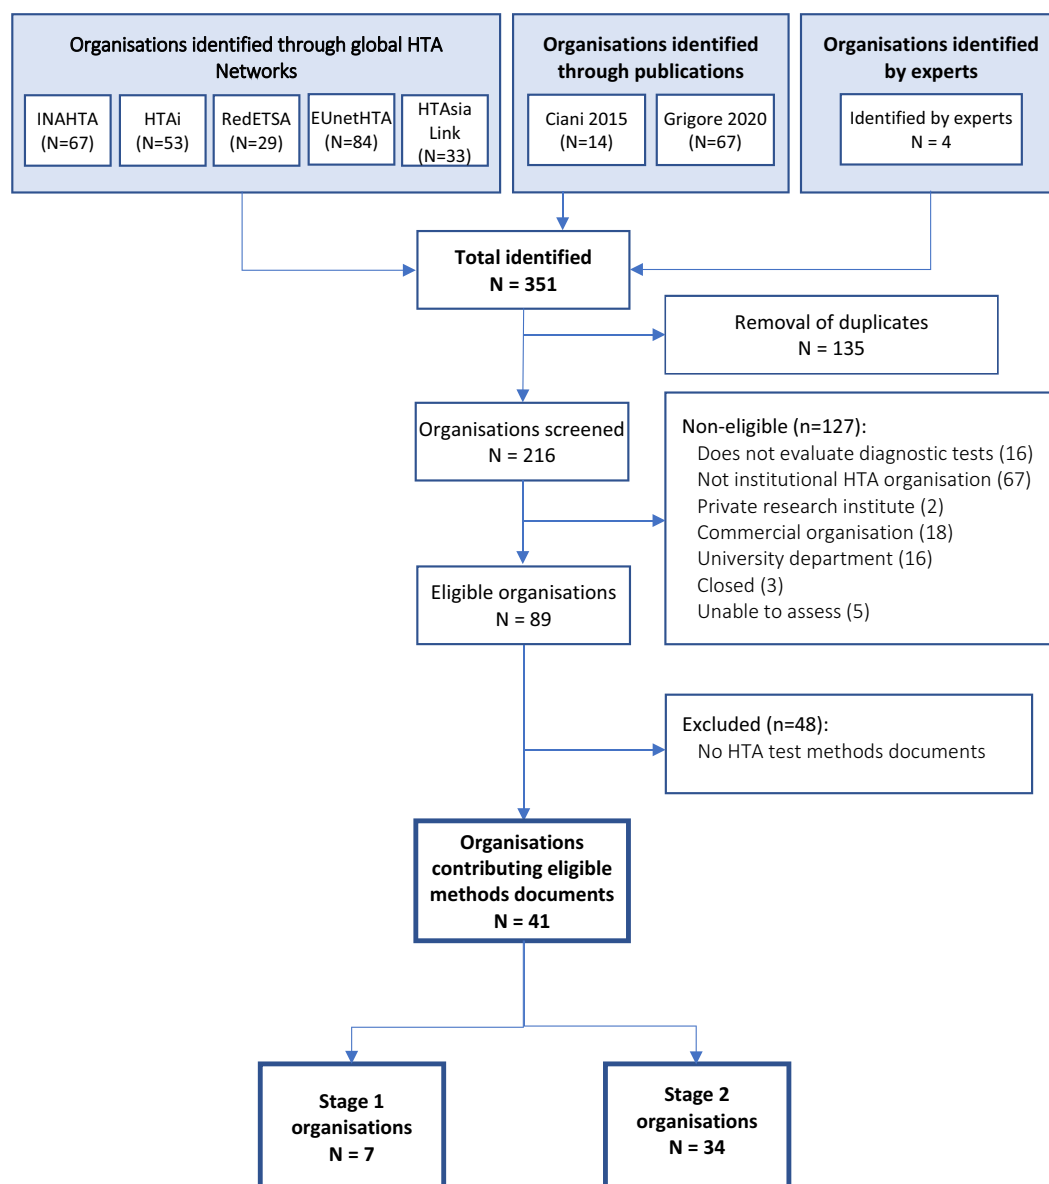 Organisations identified through global HTA
Networks
INAHTA
(N=67)
HTAi
(N=53)
RedETSA
(N=29)
EUnetHTA
(N=84)
HTAsia
Link
(N=33)
Organisations identified
through publications
Ciani 2015
(N=14)
Grigore 2020
(N=67)
Organisations identified
by experts
Identified by experts
N = 4
Total identified
N = 351
Removal of duplicates
N = 135
Organisations screened
N = 216
Non-eligible (n=127):
Does not evaluate diagnostic tests (16)
Not institutional HTA organisation (67)
Private research institute (2)
Commercial organisation (18)
University department (16)
Closed (3)
Unable to assess (5)
Eligible organisations
N = 89
Excluded (n=48):
No HTA test methods documents
Organisations
contributing eligible
methods documents
N = 41
Stage 1
organisations
N = 7
Stage 2
organisations
N = 34